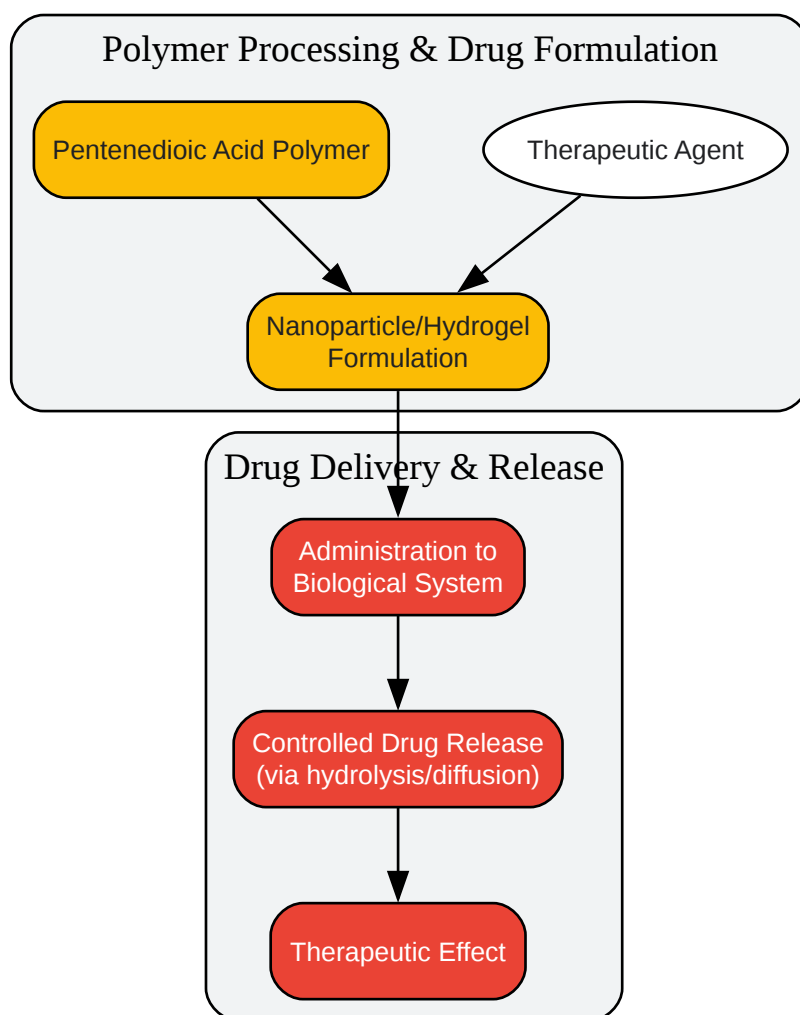 Polymer Processing & Drug Formulation
Pentenedioic Acid Polymer
Therapeutic Agent
Nanoparticle/Hydrogel
Formulation
Drug Delivery & Release
Administration to
Biological System
Controlled Drug Release
(via hydrolysis/diffusion)
Therapeutic Effect